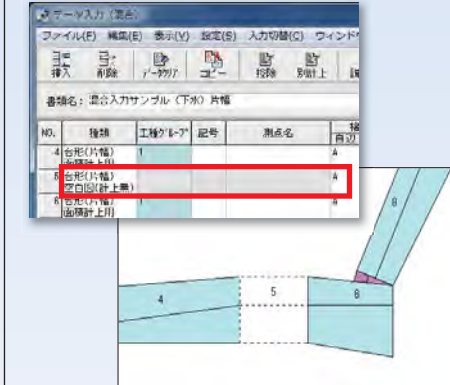 データ入力(混合)
ファイル(F) 編集(E) 表示(V) 設定(S) 入力切替(C) ウィンド
挿入 削除 データクリア コピー 控除 別計上
書類名: 混合入力サンプル(下水)片幅
NO. 種類 工種グループ 記号 測点名
自辺
4 台形(片幅) 1 A
面積計上用
5 台形(片幅) A
空白図(計上無)
6 台形(片幅) 1 A
面積計上用
8
4
5
6